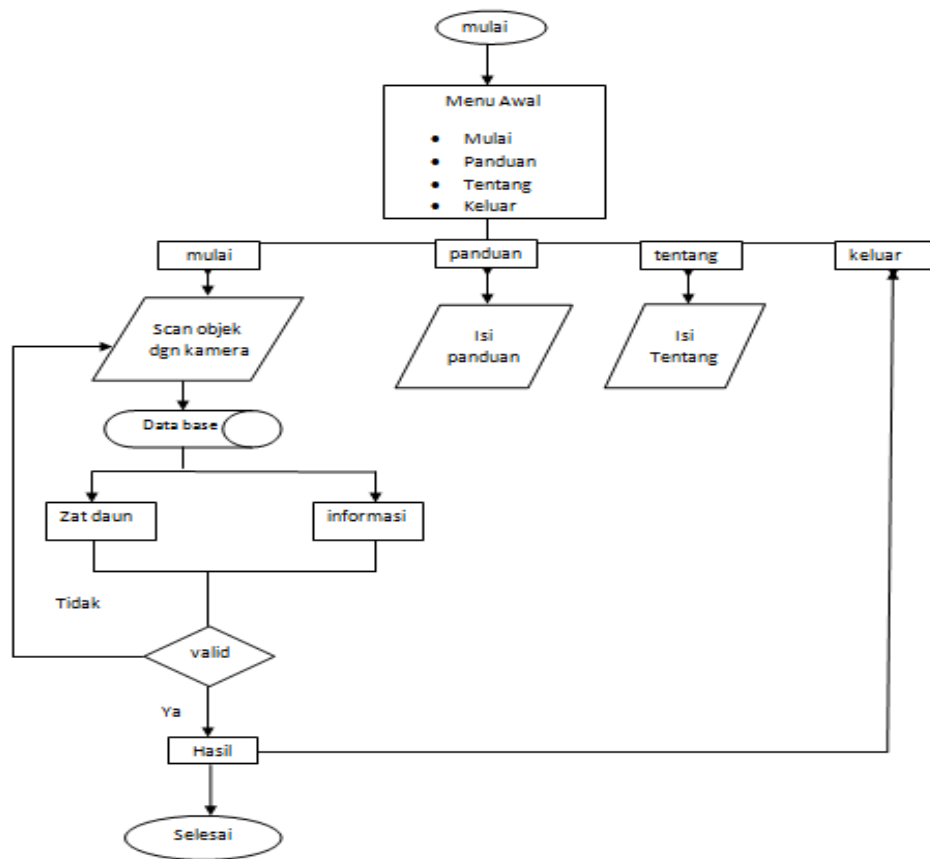 mulai
Menu Awal
• Mulai
• Panduan
• Tentang
• Keluar
mulai
panduan
tentang
keluar
Scan objek
dgn kamera
Isi
panduan
Isi
Tentang
Data base
Zat daun
informasi
Tidak
valid
Ya
Hasil
Selesai